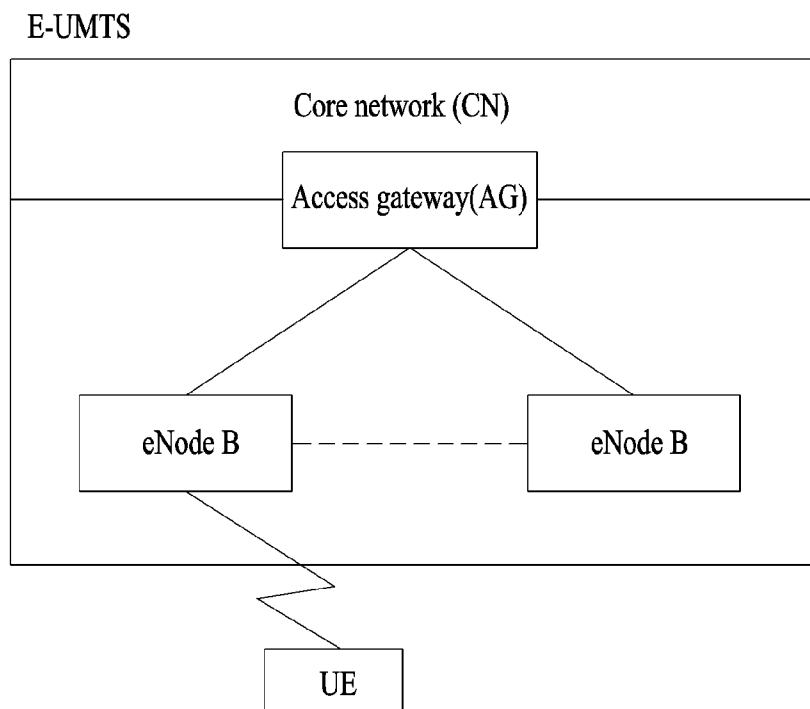 E-UMTS
Core network (CN)
Access gateway(AG)
eNode B
eNode B
UE